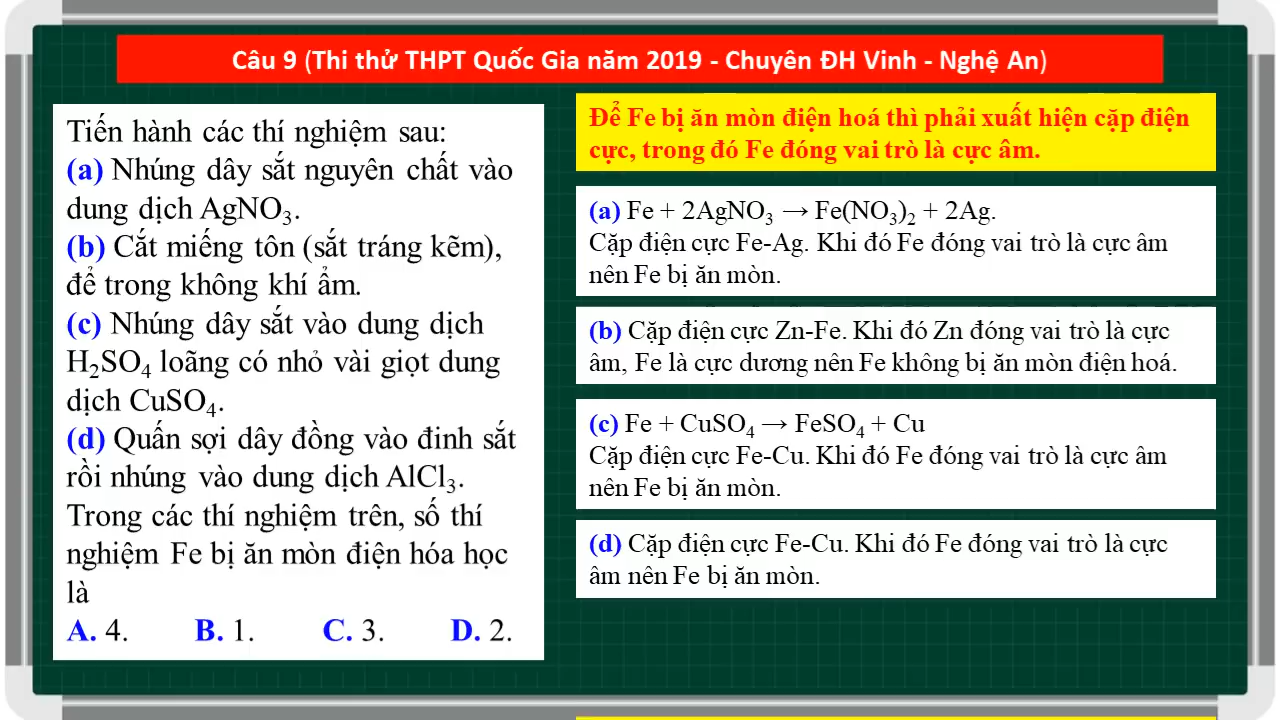 Câu 9 (Thi thử THPT Quốc Gia năm 2019 - Chuyên ĐH Vinh - Nghệ An)
Tiến hành các thí nghiệm sau:
(a) Nhúng dây sắt nguyên chất vào
dung dịch AgNO₃.
(b) Cắt miếng tôn (sắt tráng kẽm),
để trong không khí ẩm.
(c) Nhúng dây sắt vào dung dịch
H₂SO₄ loãng có nhỏ vài giọt dung
dịch CuSO₄.
(d) Quấn sợi dây đồng vào đinh sắt
rồi nhúng vào dung dịch AlCl₃.
Trong các thí nghiệm trên, số thí
nghiệm Fe bị ăn mòn điện hóa học
là
A. 4. B. 1. C. 3. D. 2.
Để Fe bị ăn mòn điện hoá thì phải xuất hiện cặp điện
cực, trong đó Fe đóng vai trò là cực âm.
(a) Fe + 2AgNO₃ → Fe(NO₃)₂ + 2Ag.
Cặp điện cực Fe-Ag. Khi đó Fe đóng vai trò là cực âm
nên Fe bị ăn mòn.
(b) Cặp điện cực Zn-Fe. Khi đó Zn đóng vai trò là cực
âm, Fe là cực dương nên Fe không bị ăn mòn điện hoá.
(c) Fe + CuSO₄ → FeSO₄ + Cu
Cặp điện cực Fe-Cu. Khi đó Fe đóng vai trò là cực âm
nên Fe bị ăn mòn.
(d) Cặp điện cực Fe-Cu. Khi đó Fe đóng vai trò là cực
âm nên Fe bị ăn mòn.